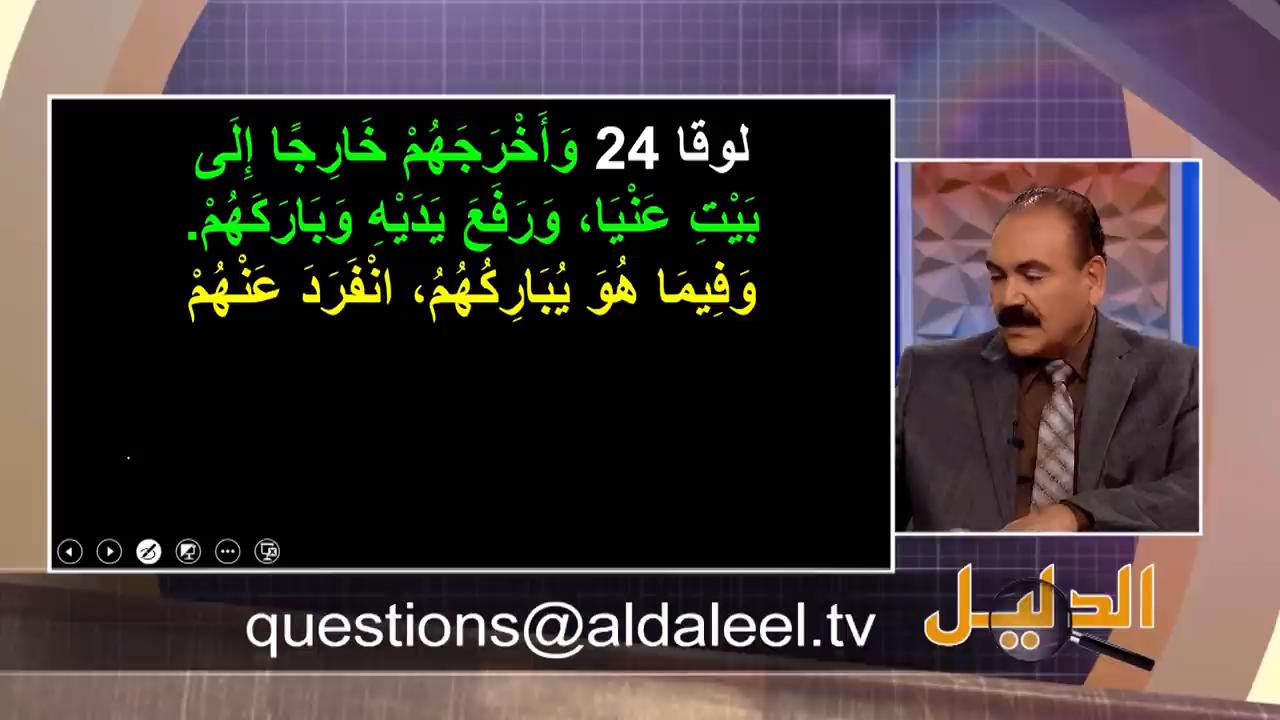 لوقا 24 وَأَخْرَجَهُمْ خَارِجًا إِلَى
بَيْتِ عَنْيَا، وَرَفَعَ يَدَيْهِ وَبَارَكَهُمْ.
وَفِيمَا هُوَ يُبَارِكُهُمُ، انْفَرَدَ عَنْهُمْ
الدليل
questions@aldaleel.tv